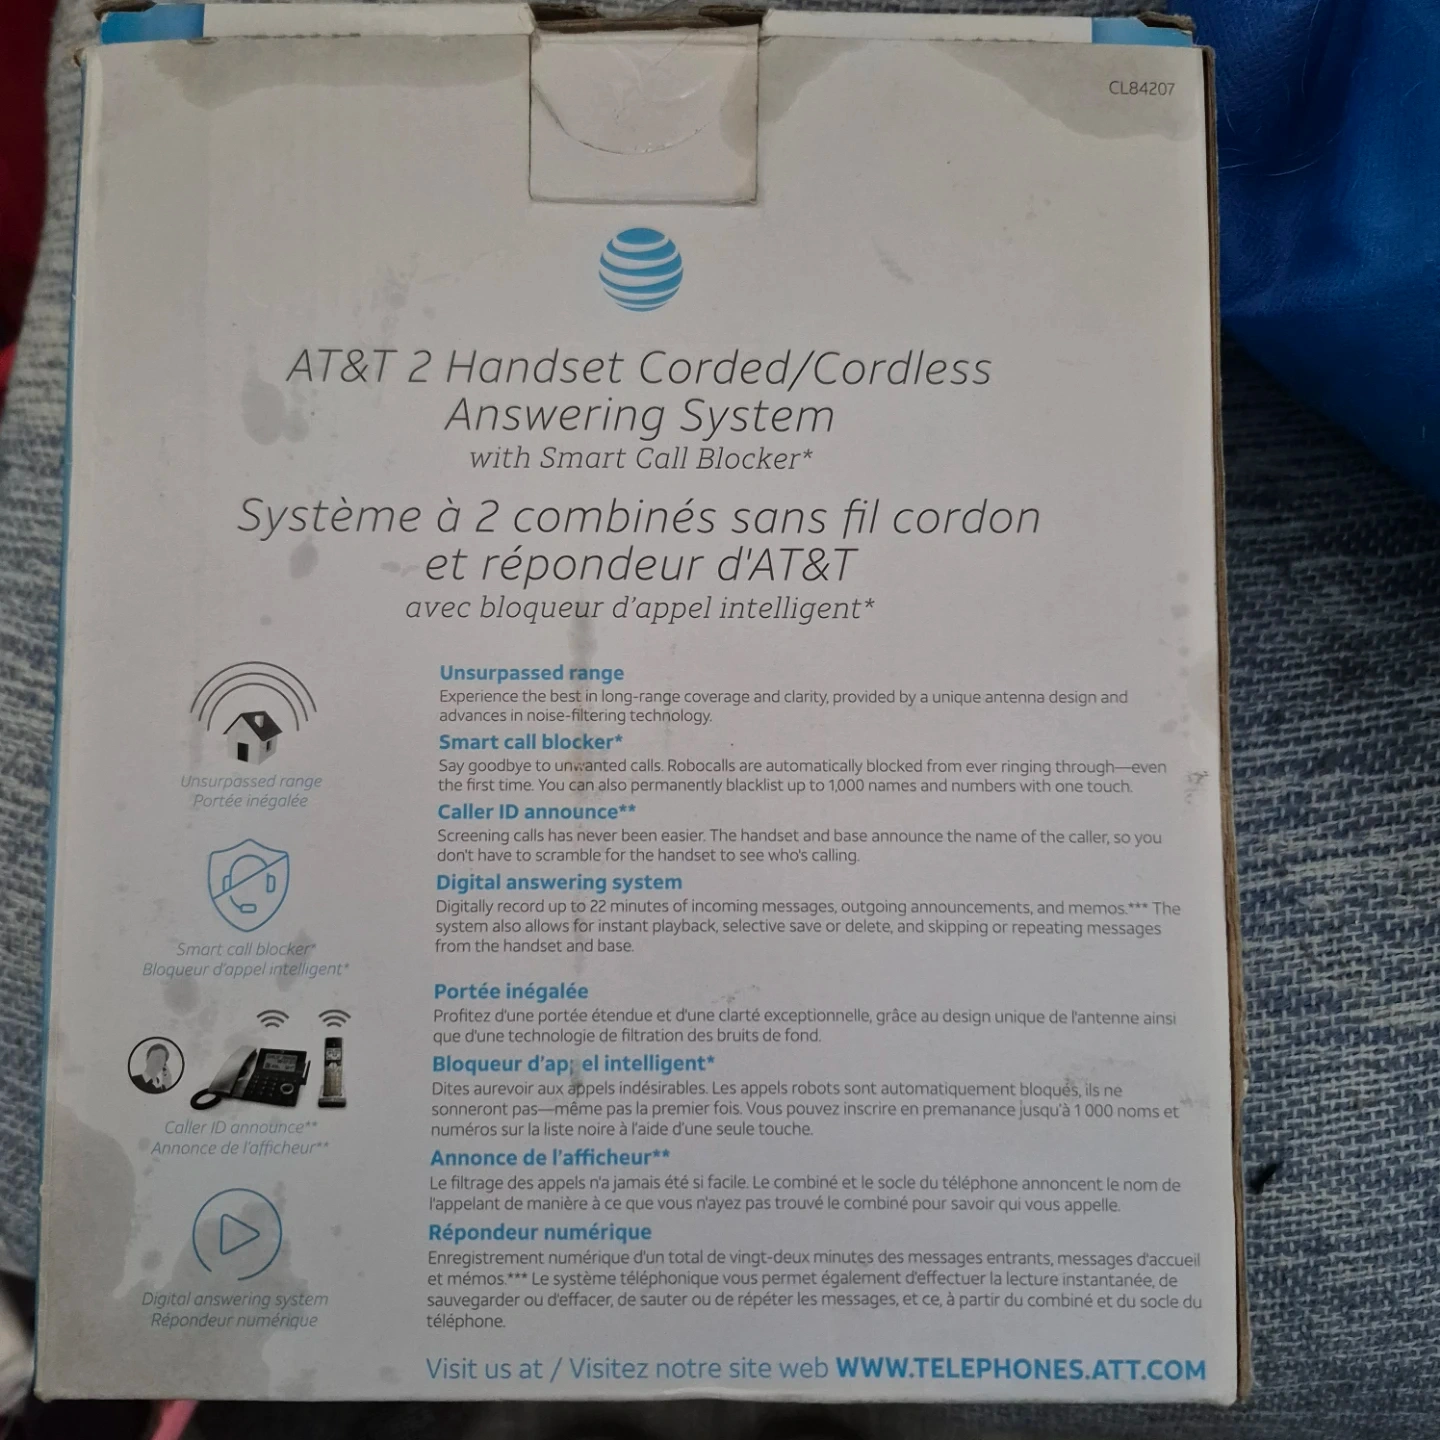 CL84207
AT&T 2 Handset Corded/Cordless
Answering System
with Smart Call Blocker*
Système à 2 combinés sans fil cordon
et répondeur d'AT&T
avec bloqueur d'appel intelligent*
Unsurpassed range
Portée inégalée
Smart call blocker*
Bloqueur d'appel intelligent*
Caller ID announce**
Annonce de l'afficheur**
Digital answering system
Répondeur numérique
Unsurpassed range
Experience the best in long-range coverage and clarity, provided by a unique antenna design and
advances in noise-filtering technology.
Smart call blocker*
Say goodbye to unwanted calls. Robocalls are automatically blocked from ever ringing through—even
the first time. You can also permanently blacklist up to 1,000 names and numbers with one touch.
Caller ID announce**
Screening calls has never been easier. The handset and base announce the name of the caller, so you
don't have to scramble for the handset to see who's calling.
Digital answering system
Digitally record up to 22 minutes of incoming messages, outgoing announcements, and memos.*** The
system also allows for instant playback, selective save or delete, and skipping or repeating messages
from the handset and base.
Portée inégalée
Profitez d'une portée étendue et d'une clarté exceptionnelle, grâce au design unique de l'antenne ainsi
que d'une technologie de filtration des bruits de fond.
Bloqueur d'appel intelligent*
Dites aurevoir aux appels indésirables. Les appels robots sont automatiquement bloqués, ils ne
sonneront pas—même pas la premier fois. Vous pouvez inscrire en premanance jusqu'à 1 000 noms et
numéros sur la liste noire à l'aide d'une seule touche.
Annonce de l'afficheur**
Le filtrage des appels n'a jamais été si facile. Le combiné et le socle du téléphone annoncent le nom de
l'appelant de manière à ce que vous n'ayez pas trouvé le combiné pour savoir qui vous appelle.
Répondeur numérique
Enregistrement numérique d'un total de vingt-deux minutes des messages entrants, messages d'accueil
et mémos.*** Le système téléphonique vous permet également d'effectuer la lecture instantanée, de
sauvegarder ou d'effacer, de sauter ou de répéter les messages, et ce, à partir du combiné et du socle du
téléphone.
Visit us at / Visitez notre site web WWW.TELEPHONES.ATT.COM